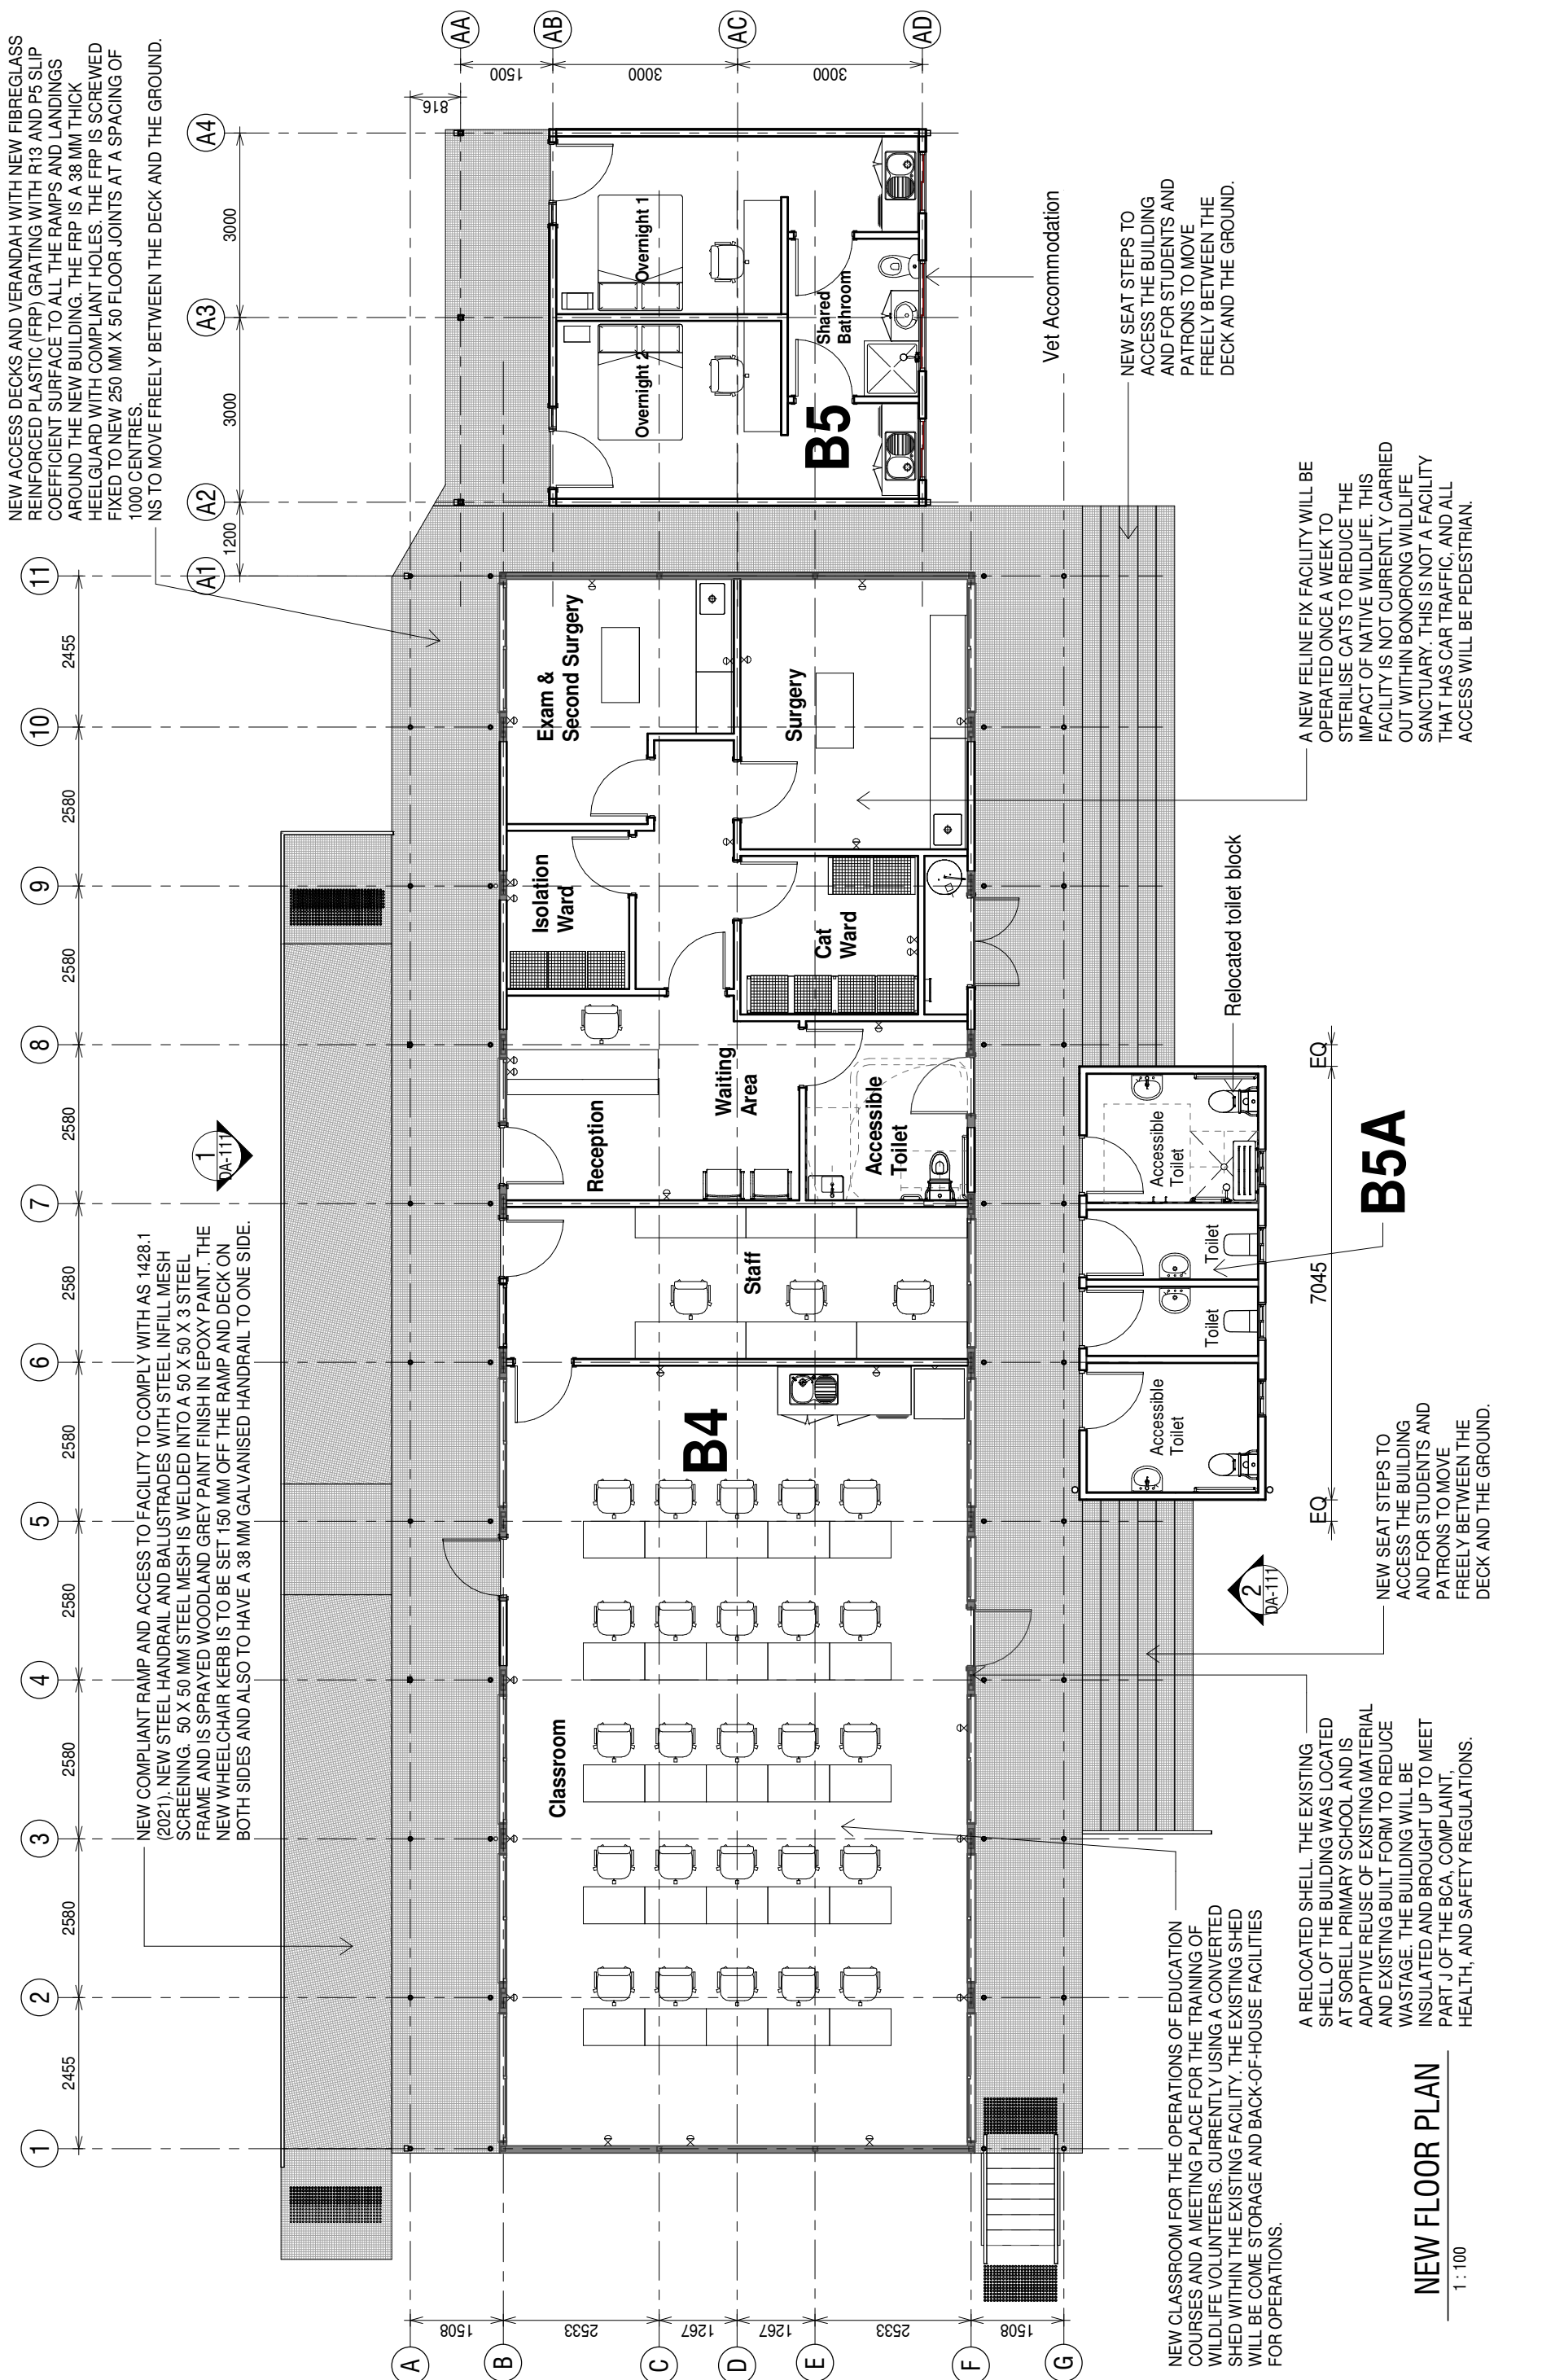 NEW ACCESS DECKS AND VERANDAH WITH NEW FIBREGLASS
REINFORCED PLASTIC (FRP) GRATING WITH R13 AND P5 SLIP
COEFFICIENT SURFACE TO ALL THE RAMPS AND LANDINGS
AROUND THE NEW BUILDING. THE FRP IS A 38 MM THICK
HEELGUARD WITH COMPLIANT HOLES. THE FRP IS SCREWED
FIXED TO NEW 250 MM X 50 FLOOR JOINTS AT A SPACING OF
1000 CENTRES.
NS TO MOVE FREELY BETWEEN THE DECK AND THE GROUND.
1
2
3
4
5
6
7
8
9
10
11
2455
2580
2580
2580
2580
2580
2580
2580
2580
2455
A1
A2
A3
A4
1200
3000
3000
AA
AB
AC
AD
816
1500
3000
3000
NEW COMPLIANT RAMP AND ACCESS TO FACILITY TO COMPLY WITH AS 1428.1
(2021). NEW STEEL HANDRAIL AND BALUSTRADES WITH STEEL INFILL MESH
SCREENING. 50 X 50 MM STEEL MESH IS WELDED INTO A 50 X 50 X 3 STEEL
FRAME AND IS SPRAYED WOODLAND GREY PAINT FINISH IN EPOXY PAINT. THE
NEW WHEELCHAIR KERB IS TO BE SET 150 MM OFF THE RAMP AND DECK ON
BOTH SIDES AND ALSO TO HAVE A 38 MM GALVANISED HANDRAIL TO ONE SIDE.
1
DA-111
A
B
C
D
E
F
G
1508
2533
1267
1267
2533
1508
Classroom
B4
Staff
Reception
Waiting
Area
Accessible
Toilet
Isolation
Ward
Cat
Ward
Exam &
Second Surgery
Surgery
Overnight 2
Overnight 1
Shared
Bathroom
B5
Vet Accommodation
NEW SEAT STEPS TO
ACCESS THE BUILDING
AND FOR STUDENTS AND
PATRONS TO MOVE
FREELY BETWEEN THE
DECK AND THE GROUND.
A NEW FELINE FIX FACILITY WILL BE
OPERATED ONCE A WEEK TO
STERILISE CATS TO REDUCE THE
IMPACT OF NATIVE WILDLIFE. THIS
FACILITY IS NOT CURRENTLY CARRIED
OUT WITHIN BONORONG WILDLIFE
SANCTUARY. THIS IS NOT A FACILITY
THAT HAS CAR TRAFFIC, AND ALL
ACCESS WILL BE PEDESTRIAN.
Relocated toilet block
Accessible
Toilet
Toilet
Toilet
Accessible
Toilet
EQ
7045
EQ
B5A
2
DA-111
NEW SEAT STEPS TO
ACCESS THE BUILDING
AND FOR STUDENTS AND
PATRONS TO MOVE
FREELY BETWEEN THE
DECK AND THE GROUND.
A RELOCATED SHELL. THE EXISTING
SHELL OF THE BUILDING WAS LOCATED
AT SORELL PRIMARY SCHOOL AND IS
ADAPTIVE REUSE OF EXISTING MATERIAL
AND EXISTING BUILT FORM TO REDUCE
WASTAGE. THE BUILDING WILL BE
INSULATED AND BROUGHT UP TO MEET
PART J OF THE BCA, COMPLAINT,
HEALTH, AND SAFETY REGULATIONS.
NEW CLASSROOM FOR THE OPERATIONS OF EDUCATION
COURSES AND A MEETING PLACE FOR THE TRAINING OF
WILDLIFE VOLUNTEERS. CURRENTLY USING A CONVERTED
SHED WITHIN THE EXISTING FACILITY. THE EXISTING SHED
WILL BE COME STORAGE AND BACK-OF-HOUSE FACILITIES
FOR OPERATIONS.
NEW FLOOR PLAN
1 : 100